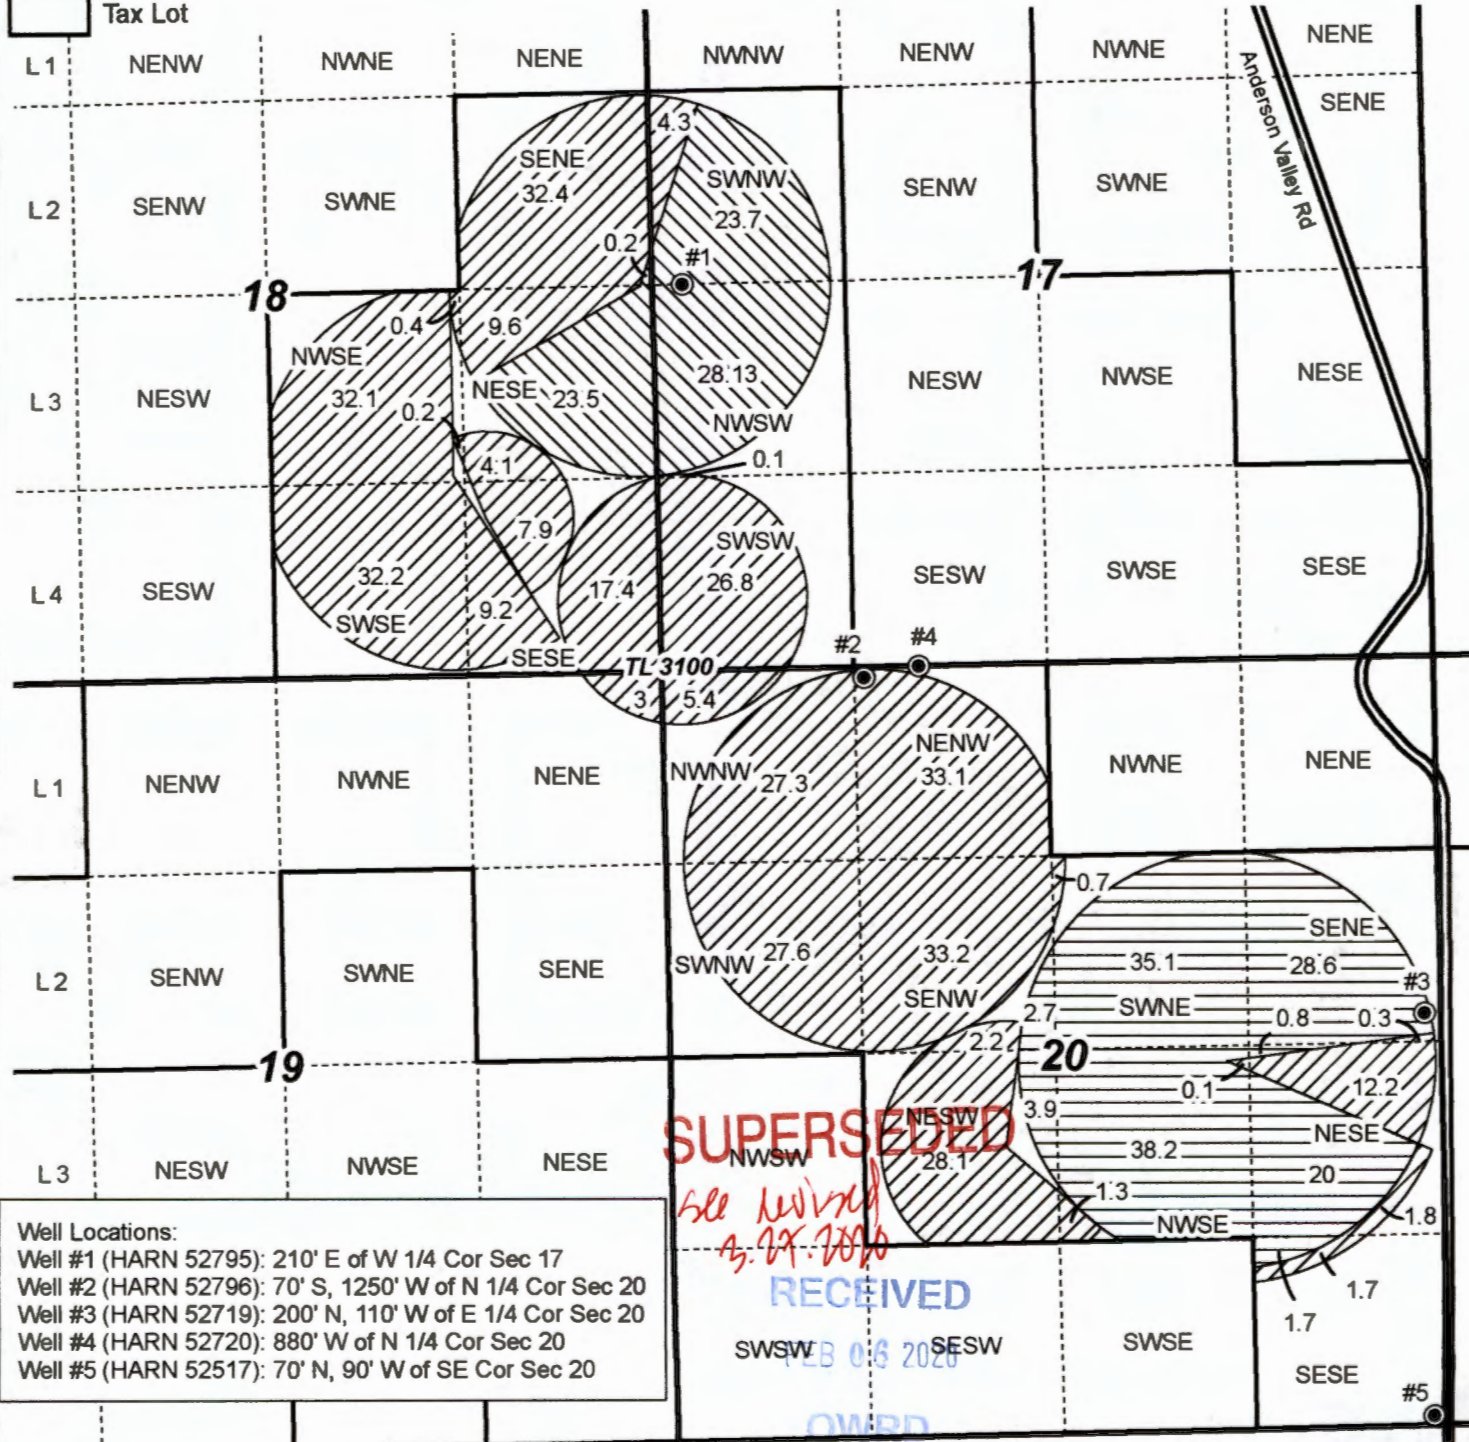 Tax Lot
L1 NENW NWNE NENE NWNW NENW NWNE NENE
Anderson Valley Rd
SENE
4.3
SENE
32.4
SWNW
23.7
L2 SENW SWNE SENW SWNE
0.2
#1
18
17
0.4
9.6
NWSE
32.1
28.13
L3 NESW NESE 23.5 NESW NWSE NESE
0.2
NWSW
4.1
0.1
7.9
SWSW
32.2
17.4
26.8
L4 SESW SESW SWSE SESE
9.2
SWSE
SESE
#2
#4
TL 3100
3
5.4
NENW
33.1
NWNW
27.3
L1 NENW NWNE NENE NWNE NENE
0.7
SENE
28.6
35.1
SWNW
27.6
33.2
L2 SENW SWNE SENE
SENW
SWNE
#3
2.7
0.8
0.3
2.2
19
20
0.1
12.2
3.9
SUPERSEDED
NESW
NESE
38.2
28.1
20
L3 NESW NWSE NESE NWSW
1.3
1.8
NWSE
see revised
3.27.2020
RECEIVED
1.7
1.7
FEB 06 2020
SWSW SESW SWSE
SESE
OWRD
#5
Well Locations:
Well #1 (HARN 52795): 210' E of W 1/4 Cor Sec 17
Well #2 (HARN 52796): 70' S, 1250' W of N 1/4 Cor Sec 20
Well #3 (HARN 52719): 200' N, 110' W of E 1/4 Cor Sec 20
Well #4 (HARN 52720): 880' W of N 1/4 Cor Sec 20
Well #5 (HARN 52517): 70' N, 90' W of SE Cor Sec 20